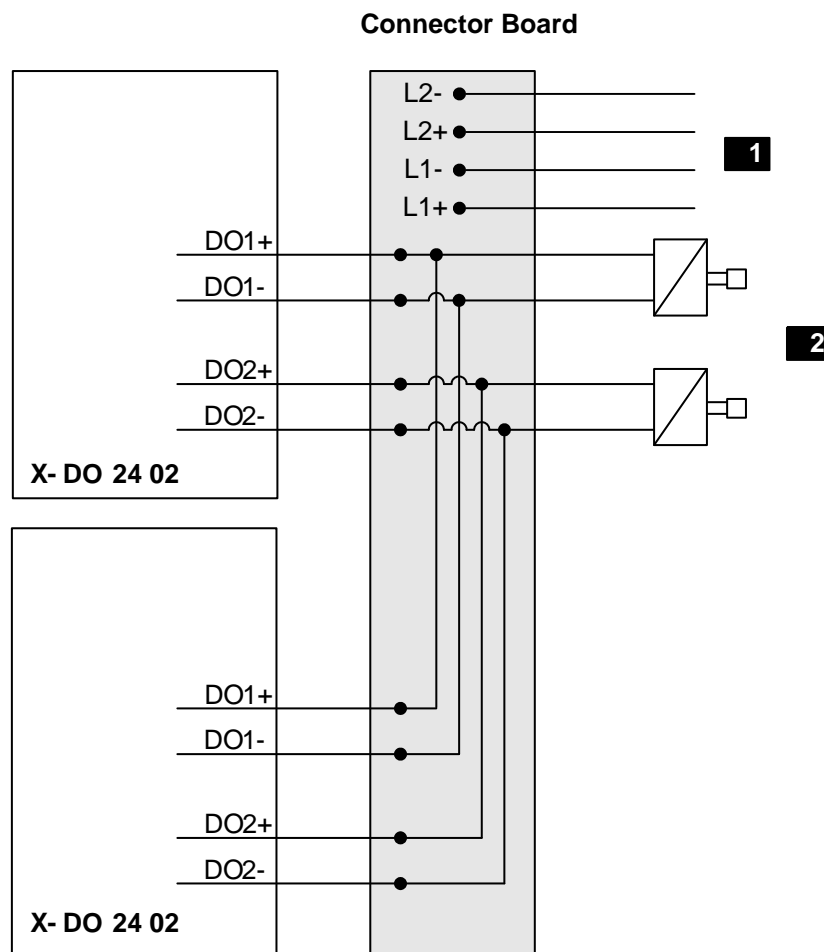 Connector Board
L2-
L2+
1
L1-
L1+
DO1+
DO1-
2
DO2+
DO2-
X- DO 24 02
DO1+
DO1-
DO2+
DO2-
X- DO 24 02